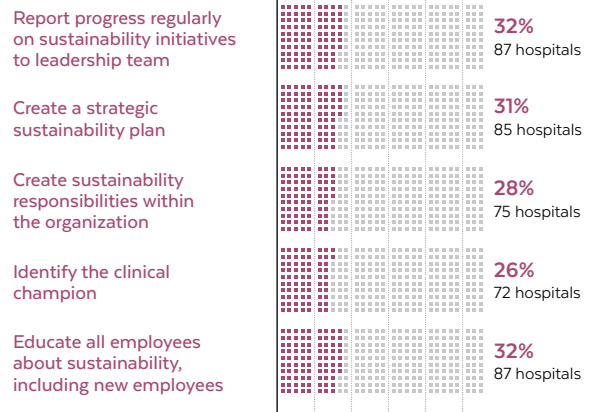 Report progress regularly
on sustainability initiatives
to leadership team
32%
87 hospitals
Create a strategic
sustainability plan
31%
85 hospitals
Create sustainability
responsibilities within
the organization
28%
75 hospitals
Identify the clinical
champion
26%
72 hospitals
Educate all employees
about sustainability,
including new employees
32%
87 hospitals